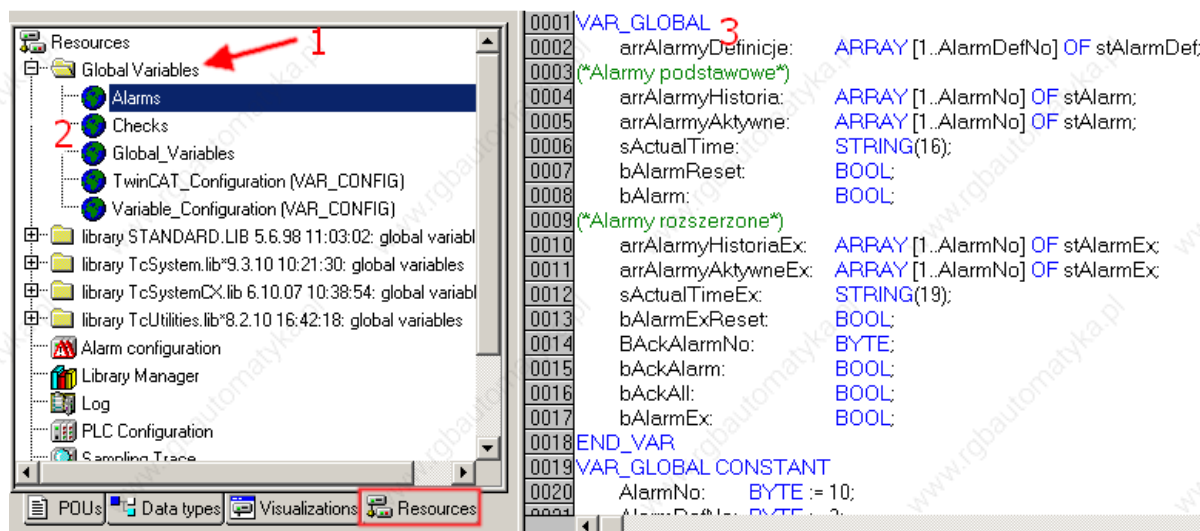 Resources
Global Variables
Alarms
Checks
Global_Variables
TwinCAT_Configuration (VAR_CONFIG)
Variable_Configuration (VAR_CONFIG)
library STANDARD.LIB 5.6.98 11:03:02: global variabl
library TcSystem.lib*9.3.10 10:21:30: global variables
library TcSystemCX.lib 6.10.07 10:38:54: global variabl
library TcUtilities.lib*8.2.10 16:42:18: global variables
Alarm configuration
Library Manager
Log
PLC Configuration
Sampling Trace
POUs Data types Visualizations Resources
1
2
3
0001 VAR_GLOBAL
0002 arrAlarmyDefinicje: ARRAY [1..AlarmDefNo] OF stAlarmDef;
0003 (*Alarmy podstawowe*)
0004 arrAlarmyHistoria: ARRAY [1..AlarmNo] OF stAlarm;
0005 arrAlarmyAktywne: ARRAY [1..AlarmNo] OF stAlarm;
0006 sActualTime: STRING(16);
0007 bAlarmReset: BOOL;
0008 bAlarm: BOOL;
0009 (*Alarmy rozszerzone*)
0010 arrAlarmyHistoriaEx: ARRAY [1..AlarmNo] OF stAlarmEx;
0011 arrAlarmyAktywneEx: ARRAY [1..AlarmNo] OF stAlarmEx;
0012 sActualTimeEx: STRING(19);
0013 bAlarmExReset: BOOL;
0014 BAckAlarmNo: BYTE;
0015 bAckAlarm: BOOL;
0016 bAckAll: BOOL;
0017 bAlarmEx: BOOL;
0018 END_VAR
0019 VAR_GLOBAL CONSTANT
0020 AlarmNo: BYTE := 10;
www.rgbautomatyka.pl